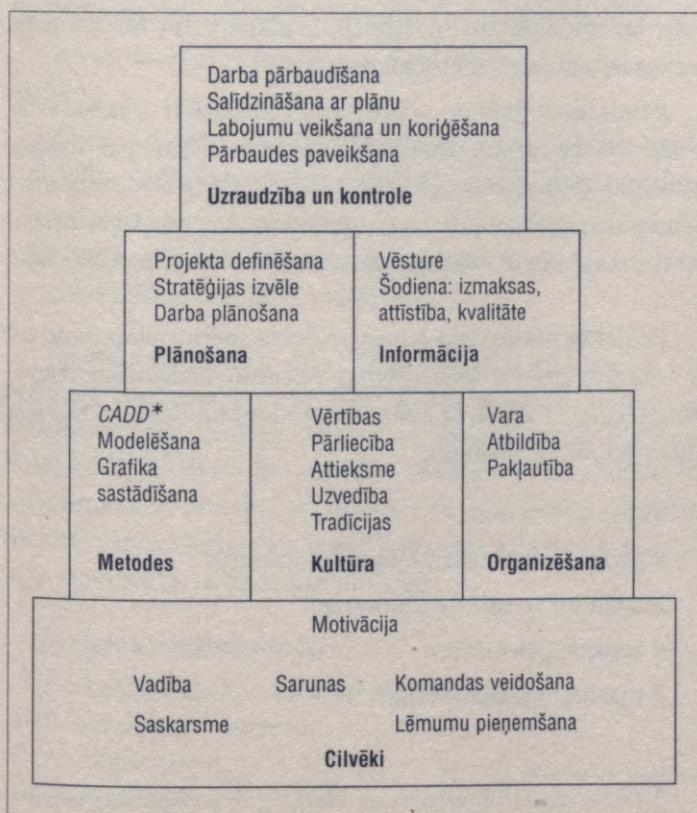 Darba pārbaudīšana
Salīdzināšana ar plānu
Labojumu veikšana un koriģēšana
Pārbaudes paveikšana
Uzraudzība un kontrole
Projekta definēšana
Stratēģijas izvēle
Darba plānošana
Plānošana
Vēsture
Šodiena: izmaksas,
attīstība, kvalitāte
Informācija
CADD*
Modelēšana
Grafika
sastādīšana
Metodes
Vērtības
Pārliecība
Attieksme
Uzvedība
Tradīcijas
Kultūra
Vara
Atbildība
Pakļautība
Organizēšana
Motivācija
Vadība Sarunas Komandas veidošana
Saskarsme Lēmumu pieņemšana
Cilvēki